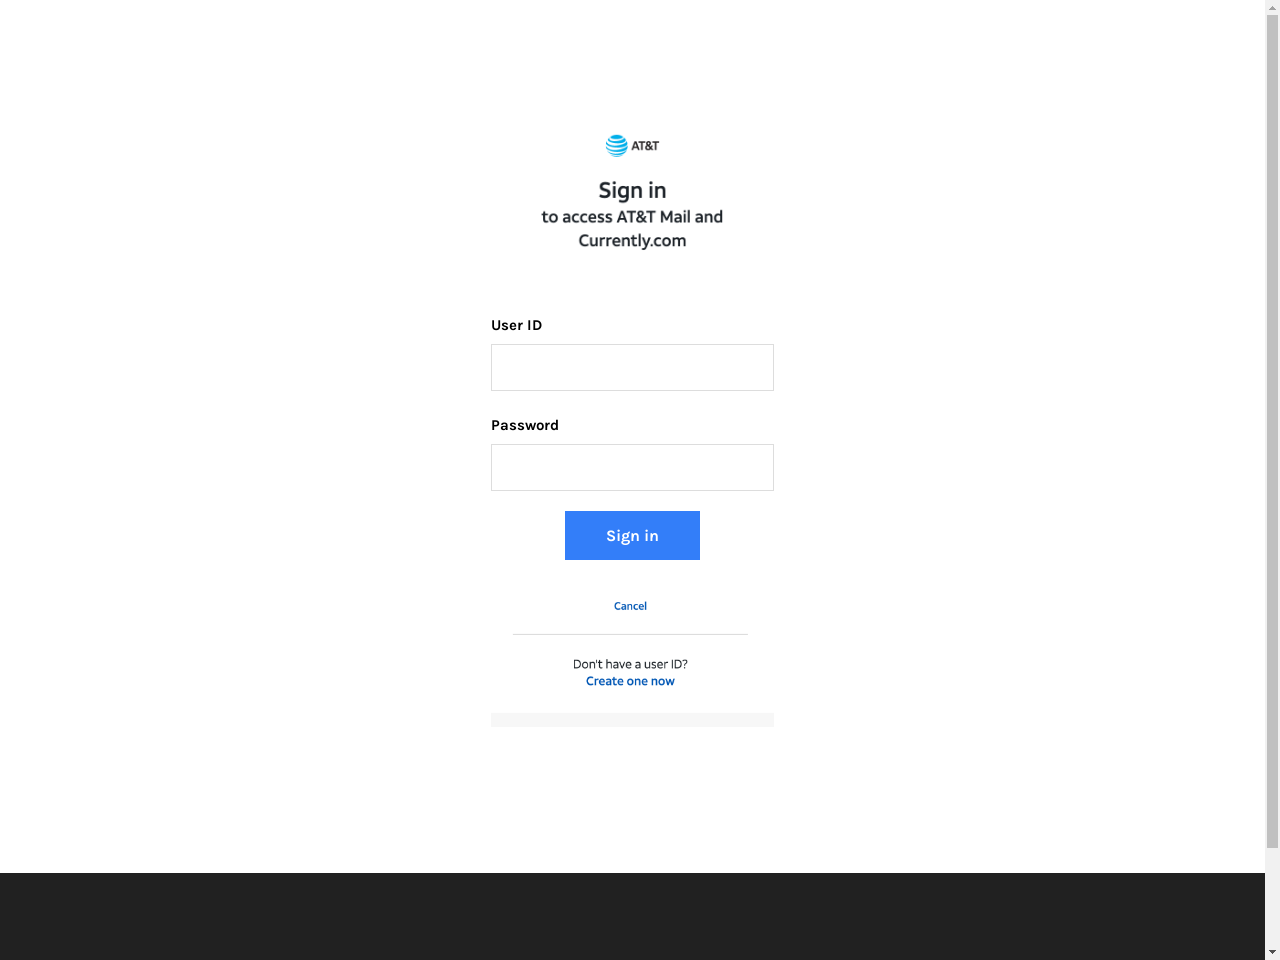 AT&T
Sign in
to access AT&T Mail and
Currently.com
User ID
Password
Sign in
Cancel
Don't have a user ID?
Create one now